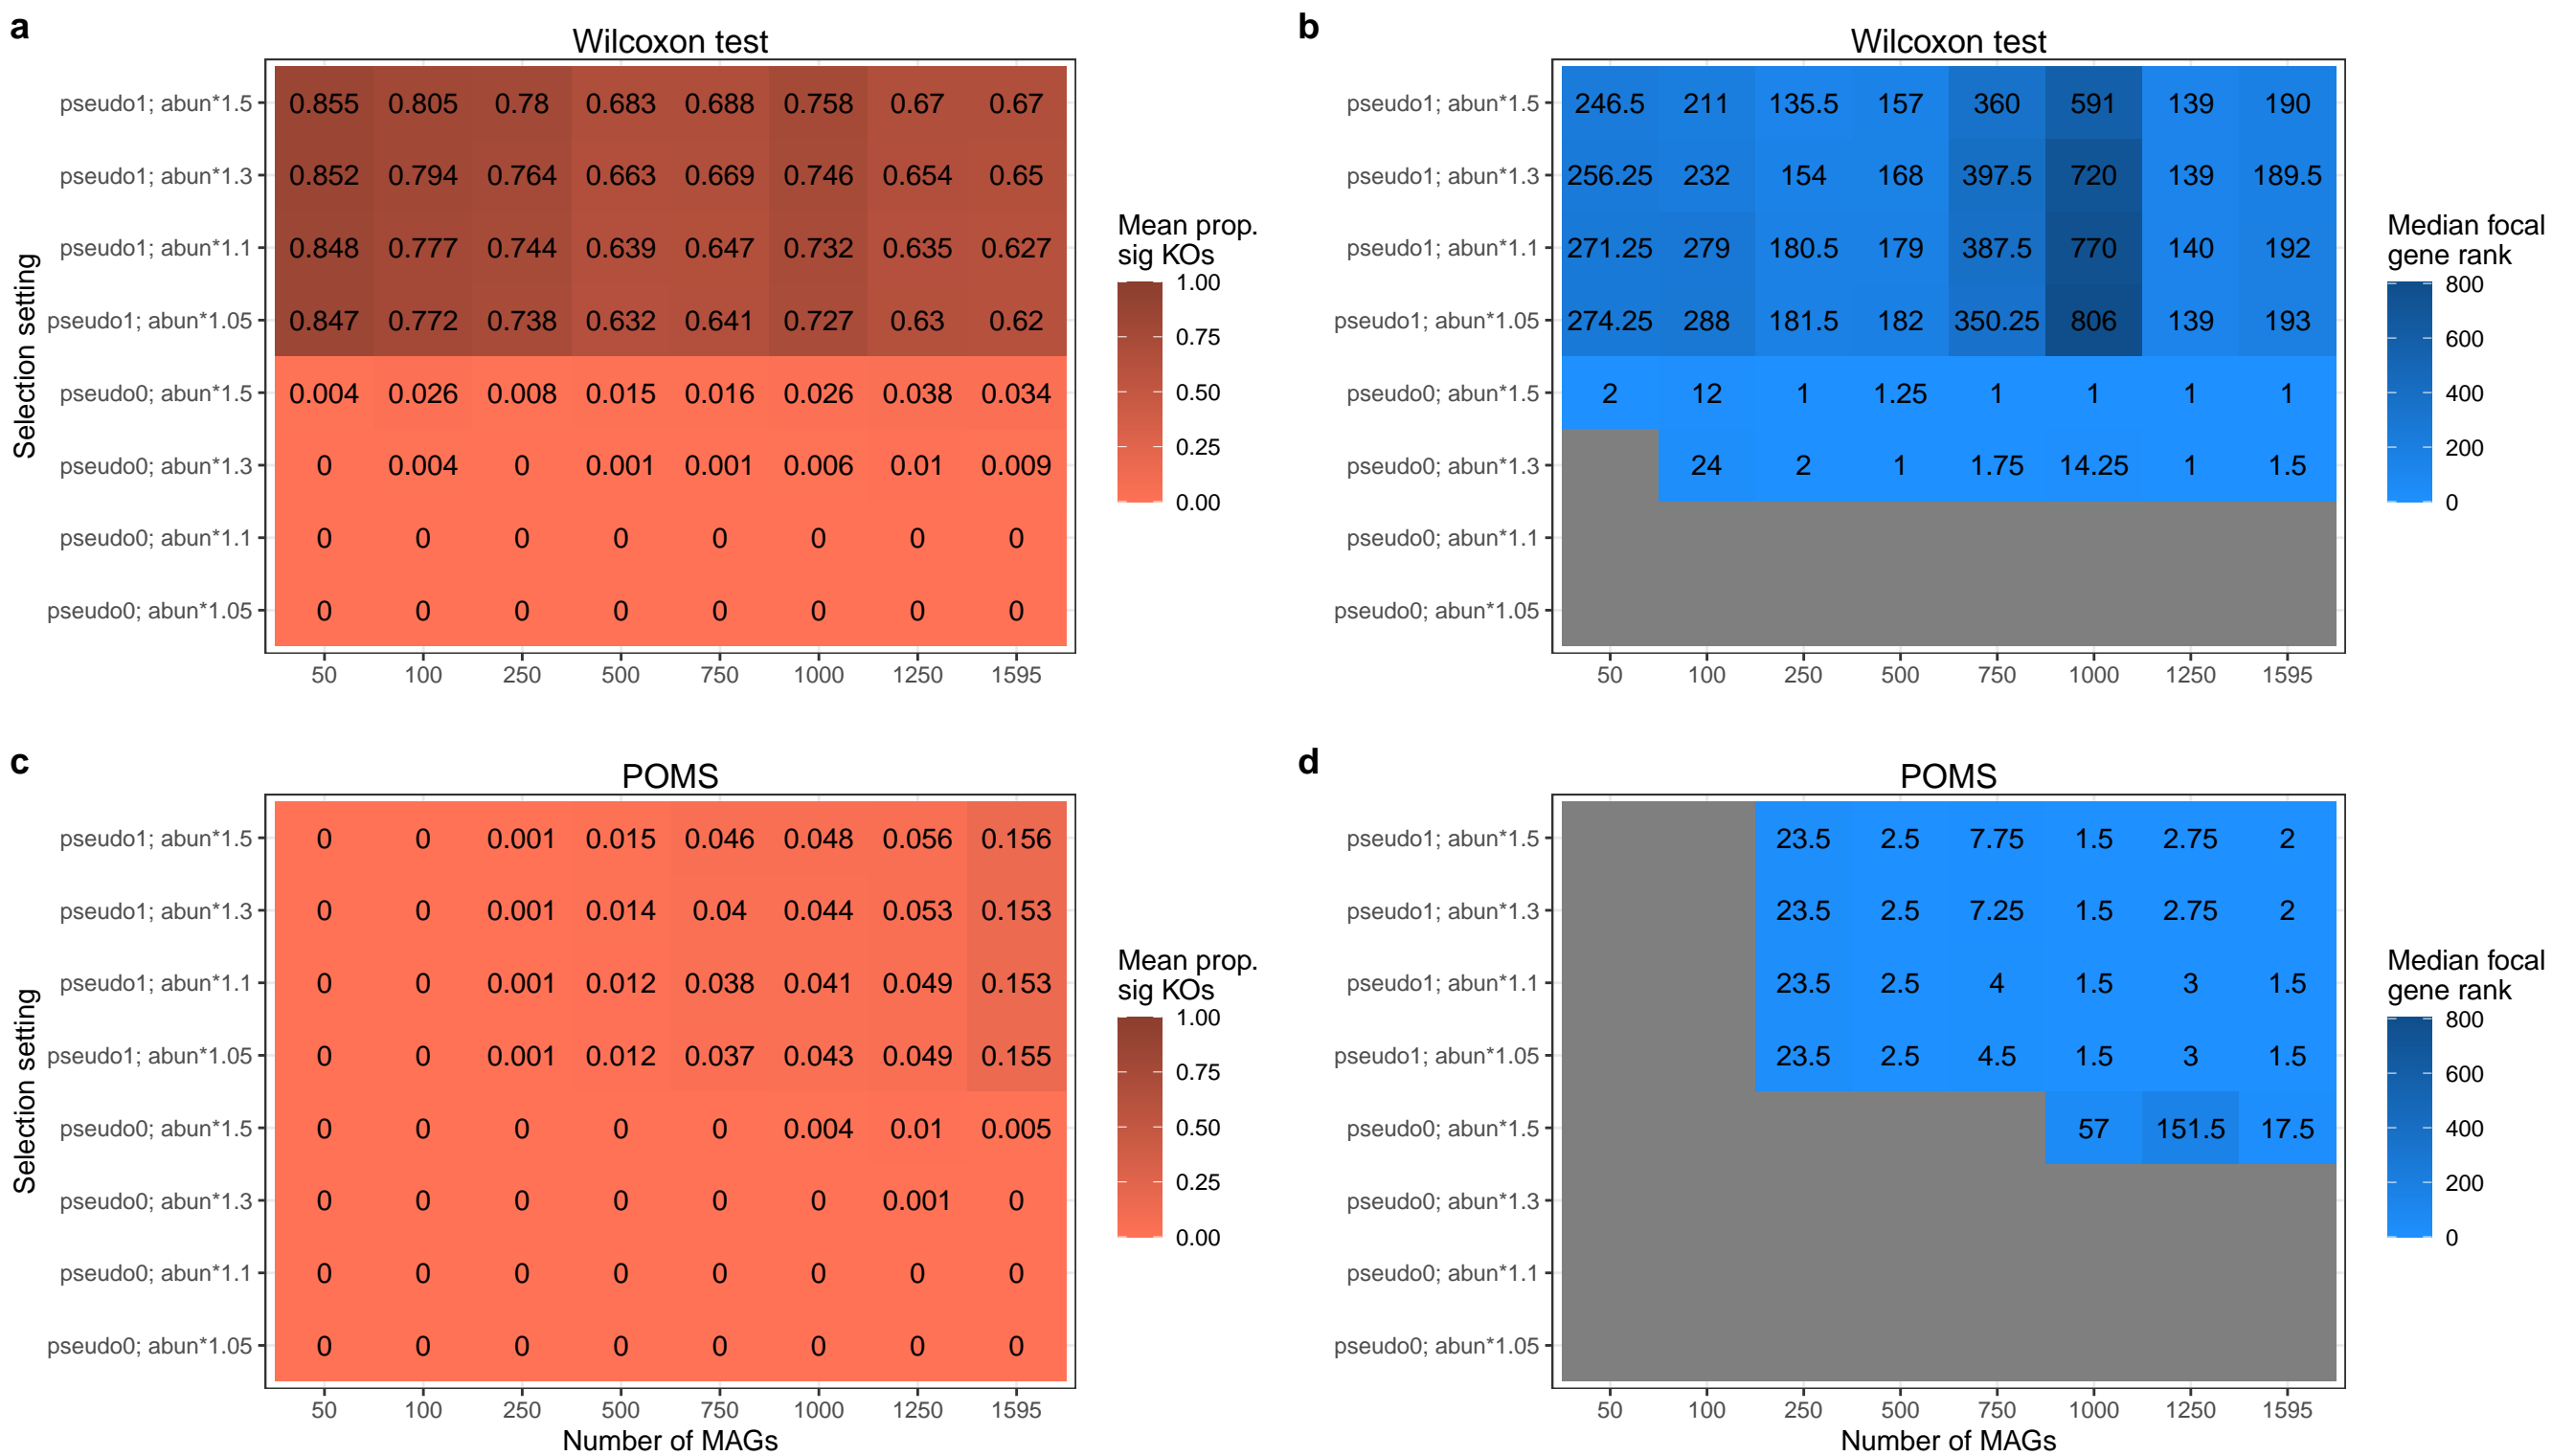 a
Wilcoxon test
Selection setting
pseudo1; abun*1.5 0.855 0.805 0.78 0.683 0.688 0.758 0.67 0.67
pseudo1; abun*1.3 0.852 0.794 0.764 0.663 0.669 0.746 0.654 0.65
pseudo1; abun*1.1 0.848 0.777 0.744 0.639 0.647 0.732 0.635 0.627
pseudo1; abun*1.05 0.847 0.772 0.738 0.632 0.641 0.727 0.63 0.62
pseudo0; abun*1.5 0.004 0.026 0.008 0.015 0.016 0.026 0.038 0.034
pseudo0; abun*1.3 0 0.004 0 0.001 0.001 0.006 0.01 0.009
pseudo0; abun*1.1 0 0 0 0 0 0 0 0
pseudo0; abun*1.05 0 0 0 0 0 0 0 0
50 100 250 500 750 1000 1250 1595
Mean prop.
sig KOs
1.00
0.75
0.50
0.25
0.00
b
Wilcoxon test
pseudo1; abun*1.5 246.5 211 135.5 157 360 591 139 190
pseudo1; abun*1.3 256.25 232 154 168 397.5 720 139 189.5
pseudo1; abun*1.1 271.25 279 180.5 179 387.5 770 140 192
pseudo1; abun*1.05 274.25 288 181.5 182 350.25 806 139 193
pseudo0; abun*1.5 2 12 1 1.25 1 1 1 1
pseudo0; abun*1.3 24 2 1 1.75 14.25 1 1.5
pseudo0; abun*1.1
pseudo0; abun*1.05
50 100 250 500 750 1000 1250 1595
Median focal
gene rank
800
600
400
200
0
c
POMS
Selection setting
pseudo1; abun*1.5 0 0 0.001 0.015 0.046 0.048 0.056 0.156
pseudo1; abun*1.3 0 0 0.001 0.014 0.04 0.044 0.053 0.153
pseudo1; abun*1.1 0 0 0.001 0.012 0.038 0.041 0.049 0.153
pseudo1; abun*1.05 0 0 0.001 0.012 0.037 0.043 0.049 0.155
pseudo0; abun*1.5 0 0 0 0 0 0.004 0.01 0.005
pseudo0; abun*1.3 0 0 0 0 0 0 0.001 0
pseudo0; abun*1.1 0 0 0 0 0 0 0 0
pseudo0; abun*1.05 0 0 0 0 0 0 0 0
50 100 250 500 750 1000 1250 1595
Number of MAGs
Mean prop.
sig KOs
1.00
0.75
0.50
0.25
0.00
d
POMS
pseudo1; abun*1.5 23.5 2.5 7.75 1.5 2.75 2
pseudo1; abun*1.3 23.5 2.5 7.25 1.5 2.75 2
pseudo1; abun*1.1 23.5 2.5 4 1.5 3 1.5
pseudo1; abun*1.05 23.5 2.5 4.5 1.5 3 1.5
pseudo0; abun*1.5 57 151.5 17.5
pseudo0; abun*1.3
pseudo0; abun*1.1
pseudo0; abun*1.05
50 100 250 500 750 1000 1250 1595
Number of MAGs
Median focal
gene rank
800
600
400
200
0